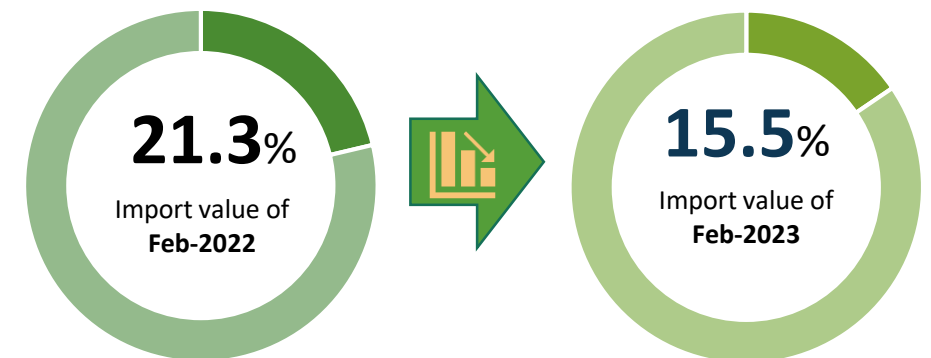 21.3%
Import value of
Feb-2022
15.5%
Import value of
Feb-2023